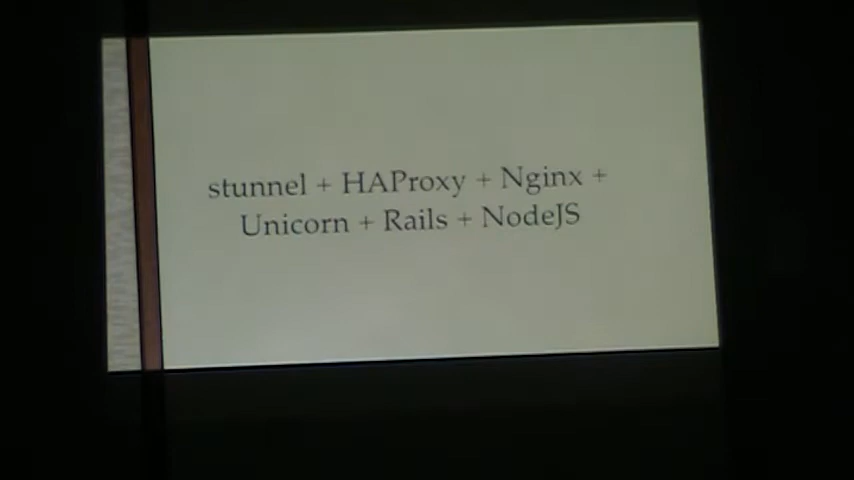 stunnel + HAProxy + Nginx +
Unicorn + Rails + NodeJS